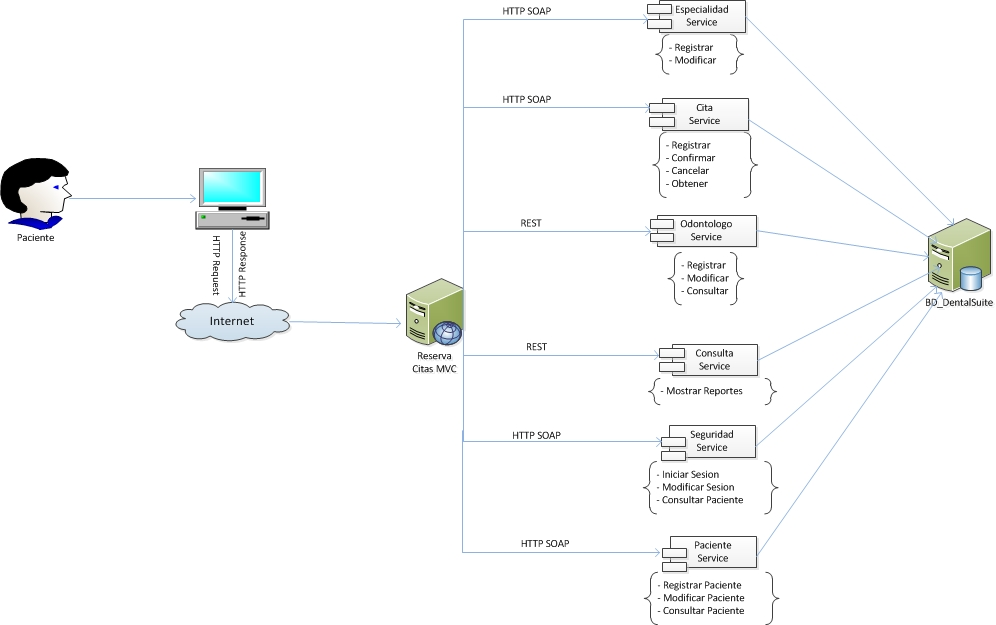 Paciente
HTTP Request
HTTP Response
Internet
Reserva
Citas MVC
HTTP SOAP
Especialidad
Service
- Registrar
- Modificar
HTTP SOAP
Cita
Service
- Registrar
- Confirmar
- Cancelar
- Obtener
REST
Odontologo
Service
- Registrar
- Modificar
- Consultar
REST
Consulta
Service
- Mostrar Reportes
HTTP SOAP
Seguridad
Service
- Iniciar Sesion
- Modificar Sesion
- Consultar Paciente
HTTP SOAP
Paciente
Service
- Registrar Paciente
- Modificar Paciente
- Consultar Paciente
BD_DentalSuite